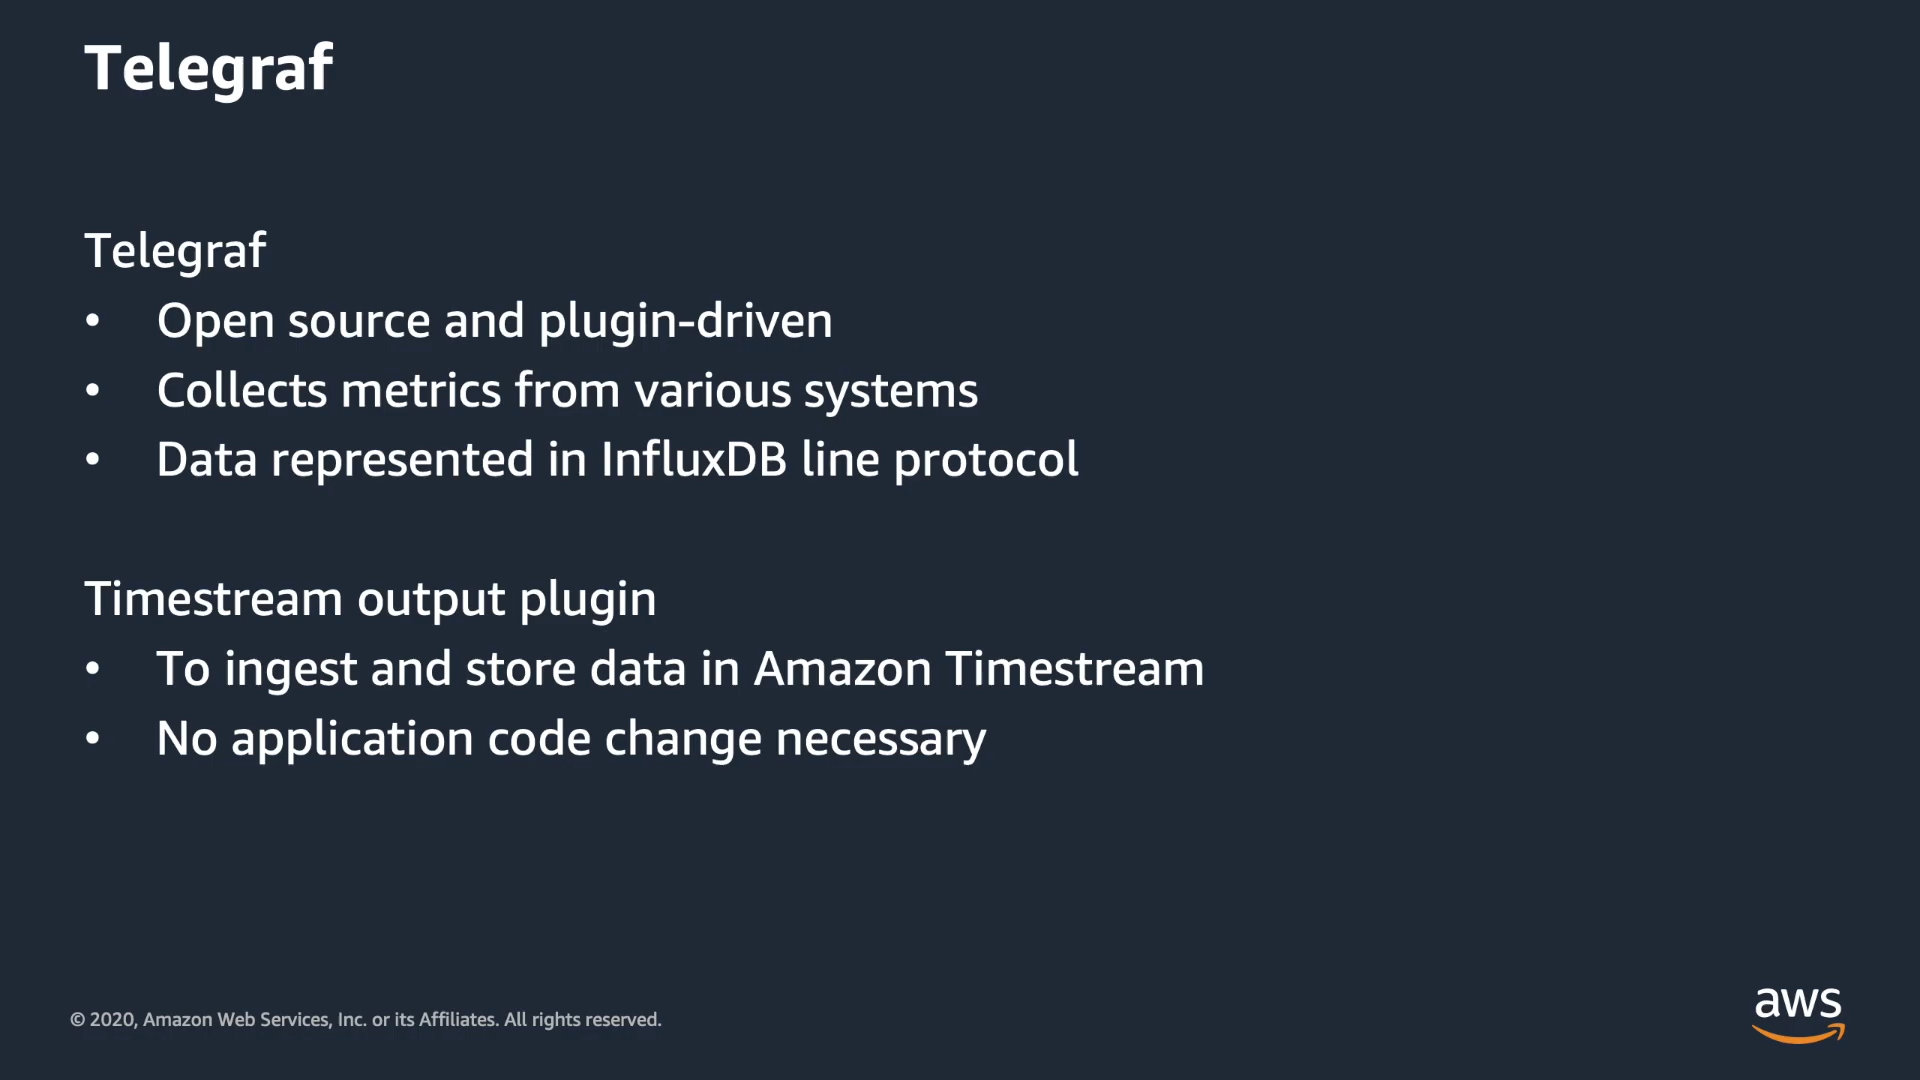 Telegraf
Telegraf
• Open source and plugin-driven
• Collects metrics from various systems
• Data represented in InfluxDB line protocol
Timestream output plugin
• To ingest and store data in Amazon Timestream
• No application code change necessary
© 2020, Amazon Web Services, Inc. or its Affiliates. All rights reserved.
aws